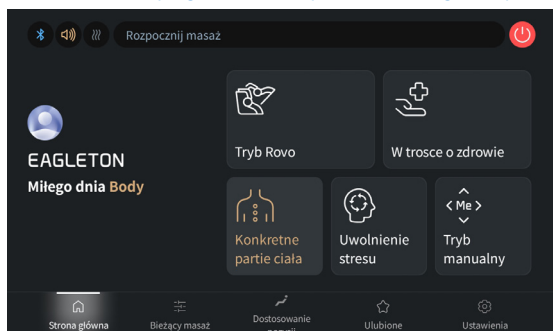 Rozpocznij masaż
Tryb Rovo
W trosce o zdrowie
EAGLETON
Miłego dnia Body
Konkretne
partie ciała
Uwolnienie
stresu
< Me >
Tryb
manualny
Strona główna
Bieżący masaż
Dostosowanie
Ulubione
Ustawienia